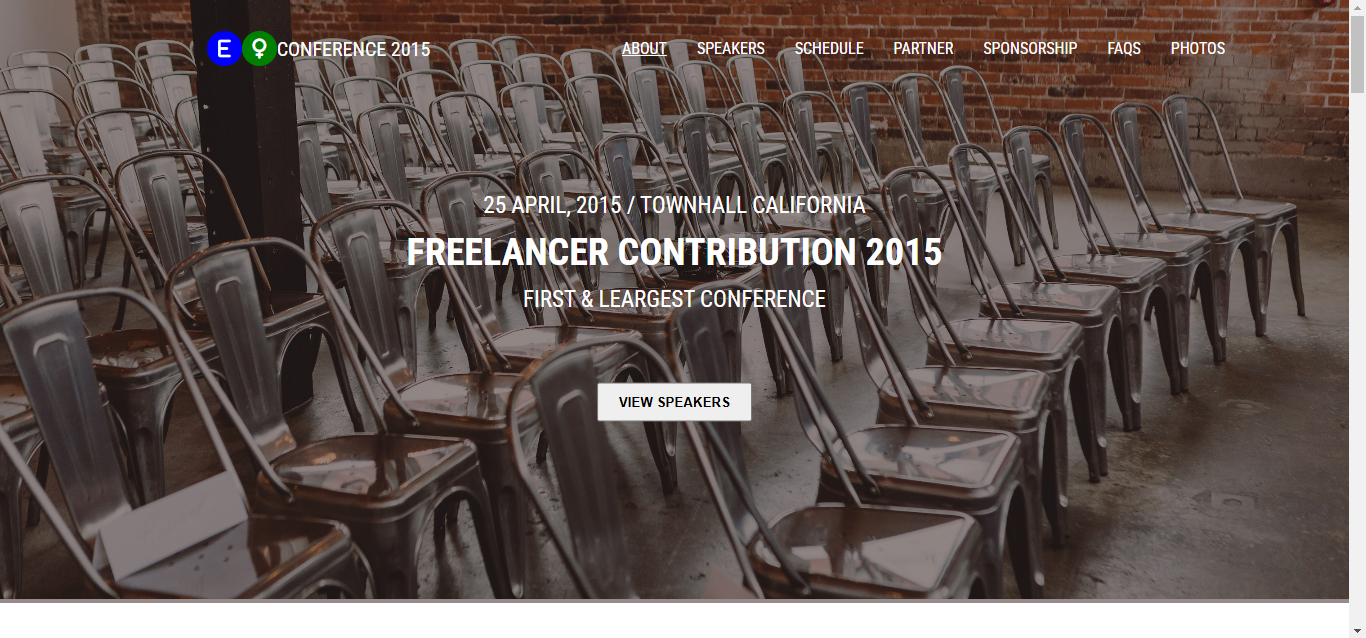 E CONFERENCE 2015
ABOUT SPEAKERS SCHEDULE PARTNER SPONSORSHIP FAQS PHOTOS
25 APRIL, 2015 / TOWNHALL CALIFORNIA
FREELANCER CONTRIBUTION 2015
FIRST & LEARGEST CONFERENCE
VIEW SPEAKERS